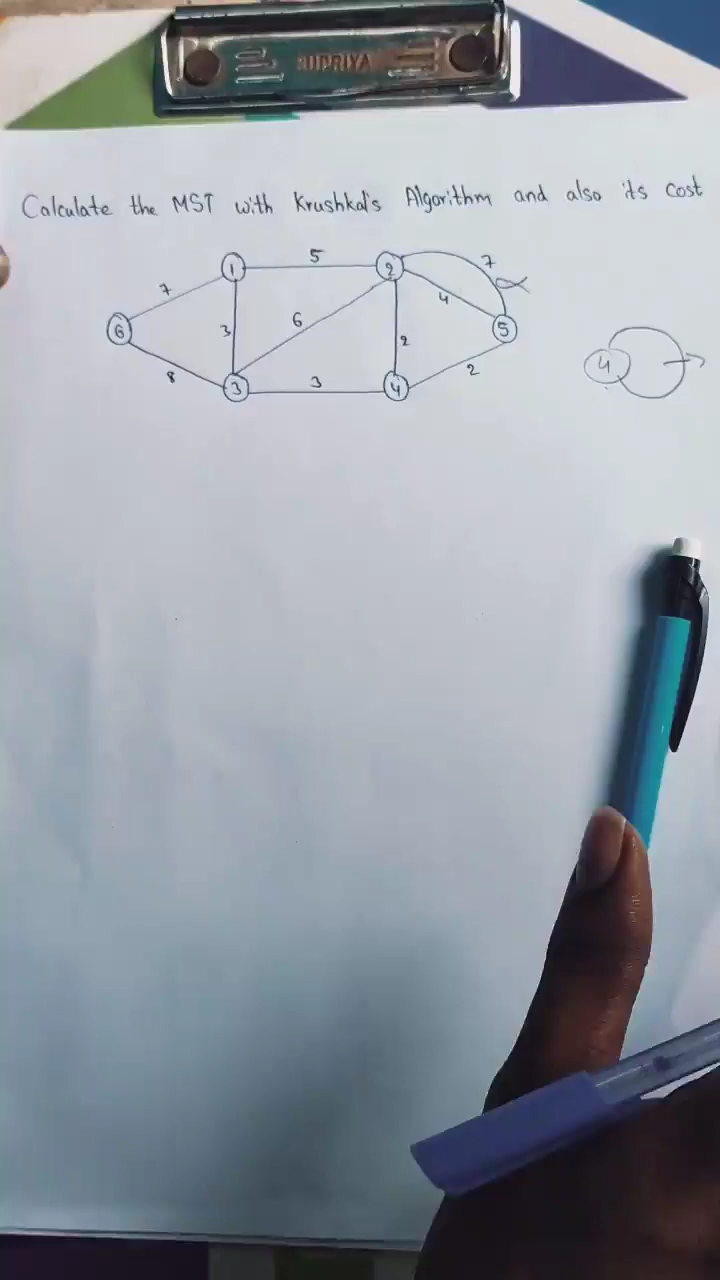 SUPRIYA
Calculate the MST with Krushkal's Algorithm and also its cost
1 5 2 7
7 4
6 3 6 2 5
8 3 3 4 2
4